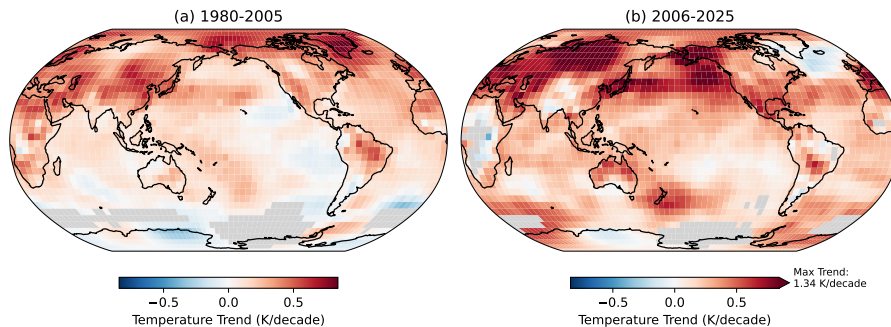 (a) 1980-2005
(b) 2006-2025
−0.5 0.0 0.5
Temperature Trend (K/decade)
−0.5 0.0 0.5
Temperature Trend (K/decade)
Max Trend:
1.34 K/decade